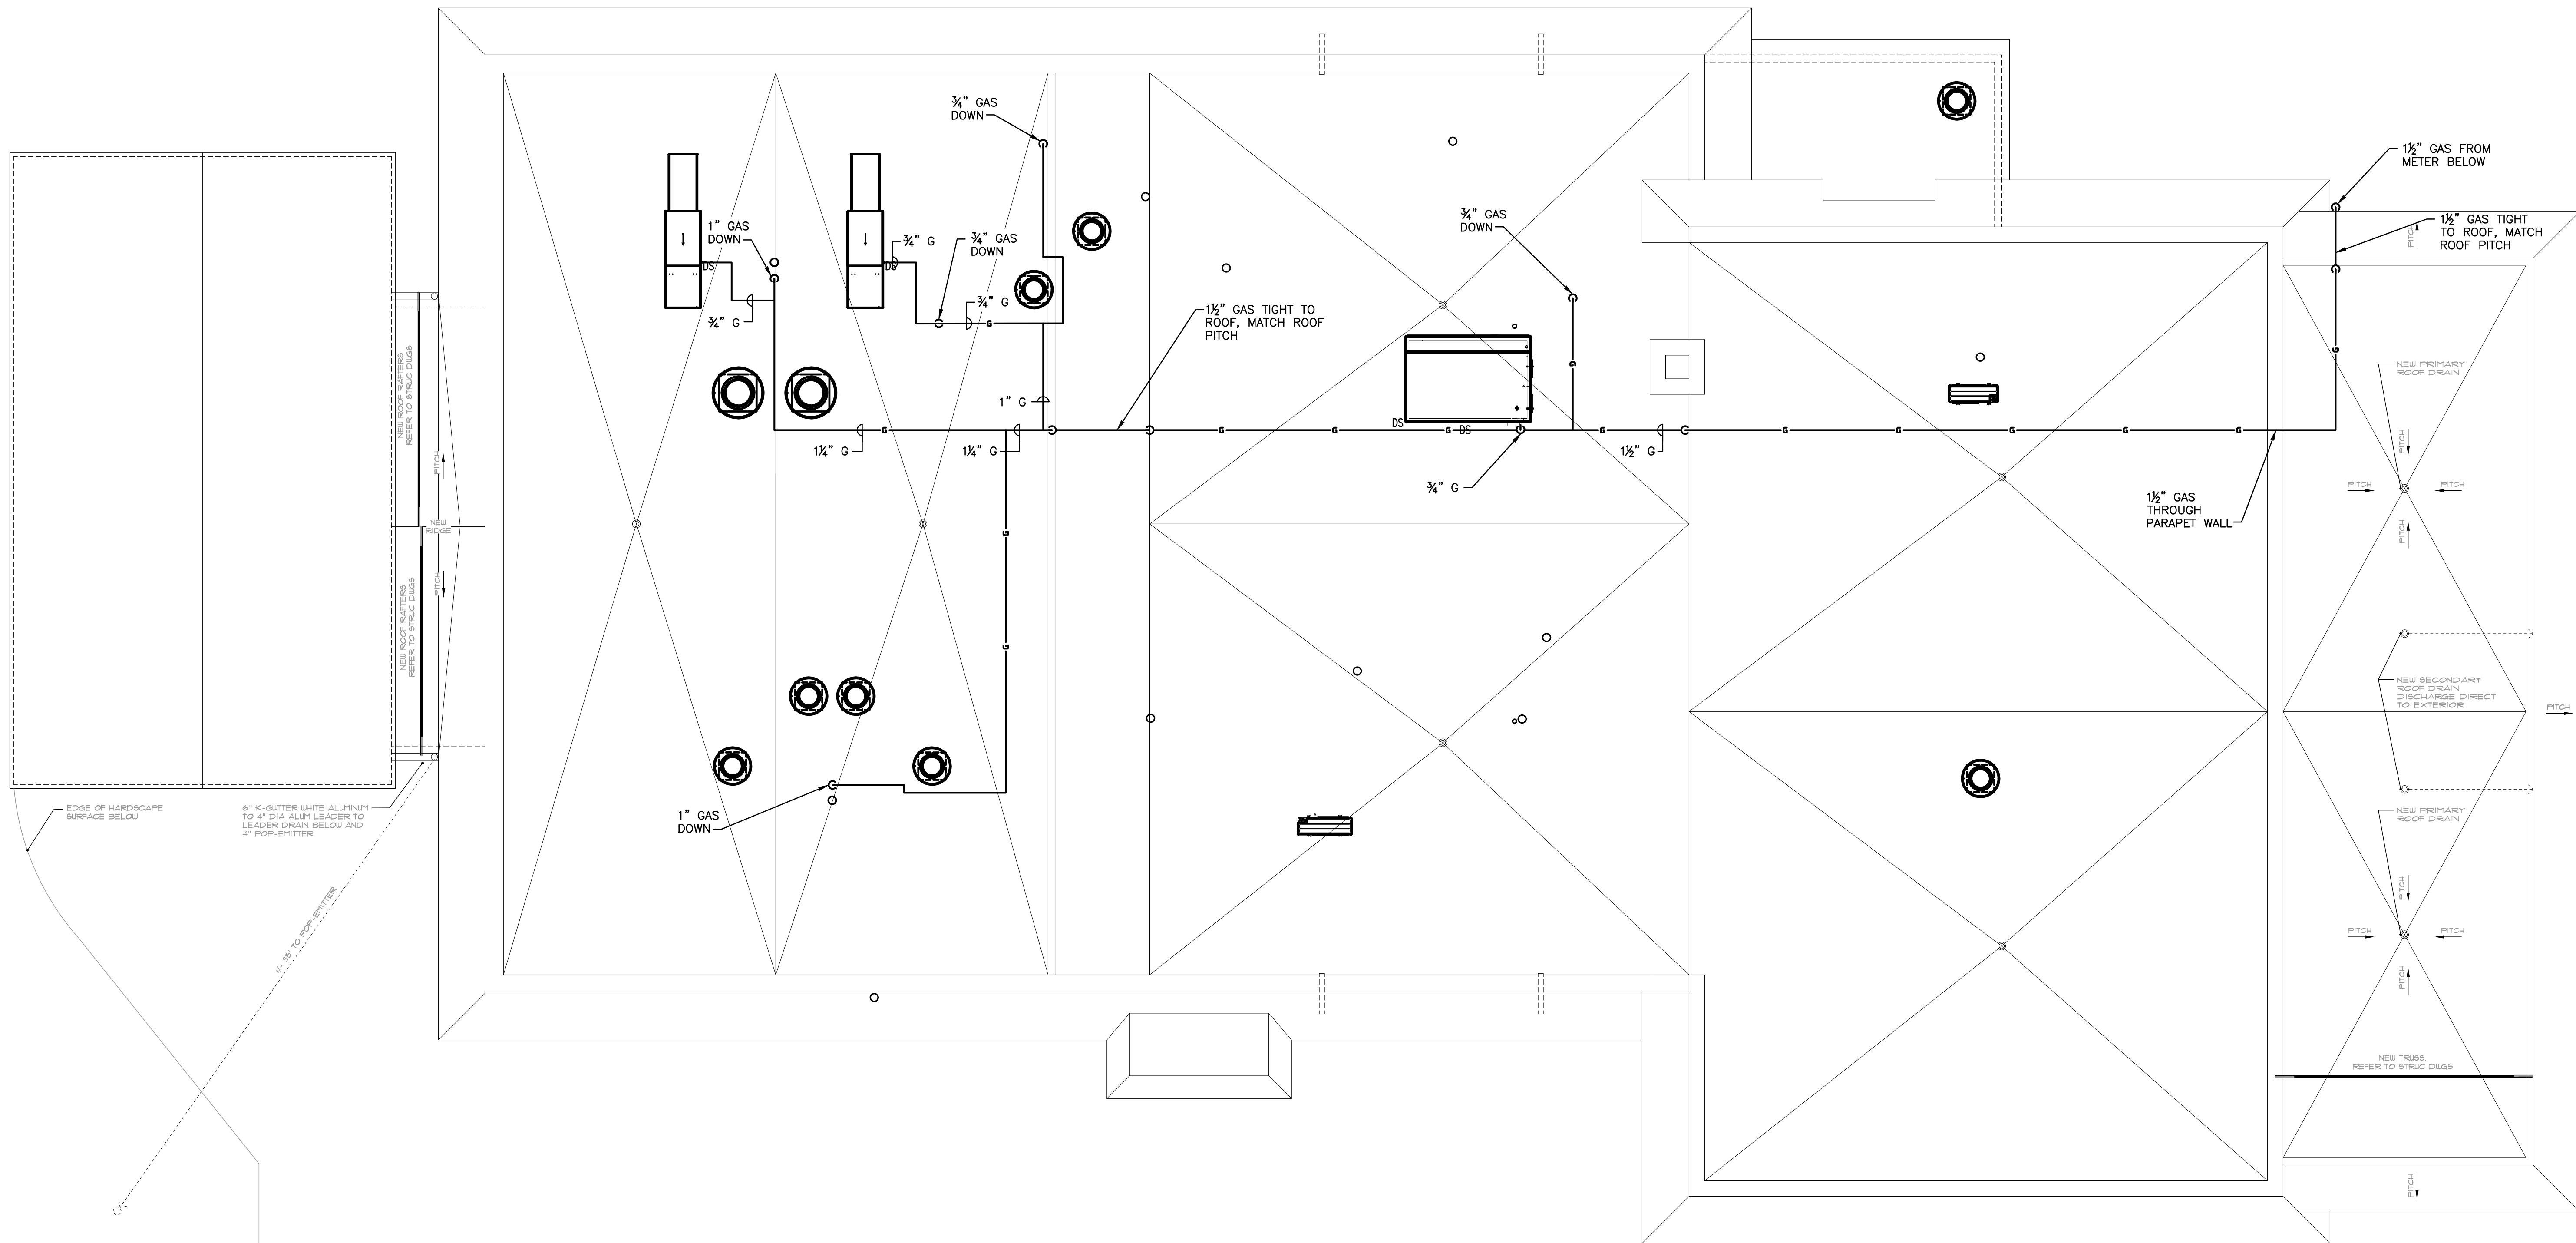 ¾" GAS
DOWN
1½" GAS FROM
METER BELOW
1" GAS
DOWN
¾" G
¾" GAS
DOWN
¾" GAS
DOWN
1½" GAS TIGHT
TO ROOF, MATCH
ROOF PITCH
PITCH
DS
DS
¾" G
¾" G
1½" GAS TIGHT TO
ROOF, MATCH ROOF
PITCH
G
G
G
NEW ROOF RAFTERS
REFER TO STRUC DWGS
NEW PRIMARY
ROOF DRAIN
1" G
DS
DS
G
G
G
G
G
G
G
G
G
G
G
1¼" G
1¼" G
1½" G
PITCH
PITCH
¾" G
PITCH
PITCH
1½" GAS
THROUGH
PARAPET WALL
NEW
RIDGE
PITCH
G
PITCH
NEW ROOF RAFTERS
REFER TO STRUC DWGS
G
NEW SECONDARY
ROOF DRAIN
DISCHARGE DIRECT
TO EXTERIOR
PITCH
EDGE OF HARDSCAPE
SURFACE BELOW
6" K-GUTTER WHITE ALUMINUM
TO 4" DIA ALUM LEADER TO
LEADER DRAIN BELOW AND
4" POP-EMITTER
1" GAS
DOWN
NEW PRIMARY
ROOF DRAIN
PITCH
+/- 35' TO POP-EMITTER
PITCH
PITCH
PITCH
NEW TRUSS,
REFER TO STRUC DWGS
PITCH